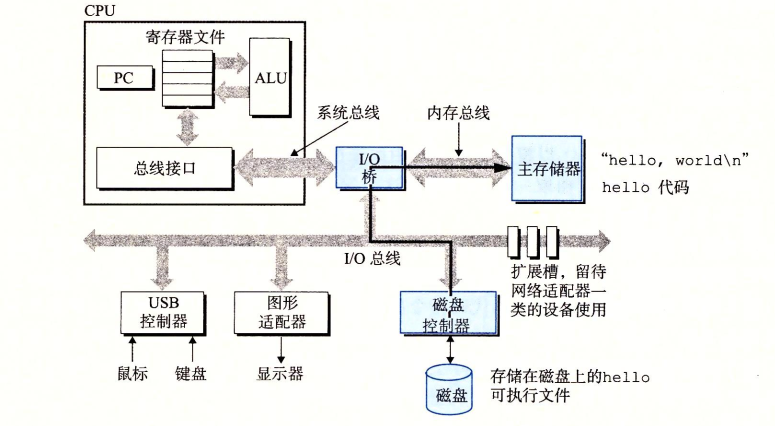 CPU
寄存器文件
PC
ALU
系统总线
内存总线
总线接口
I/O
桥
主存储器
“hello, world\n”
hello 代码
I/O 总线
扩展槽，留待
网络适配器一
类的设备使用
USB
控制器
图形
适配器
磁盘
控制器
鼠标
键盘
显示器
磁盘
存储在磁盘上的hello
可执行文件